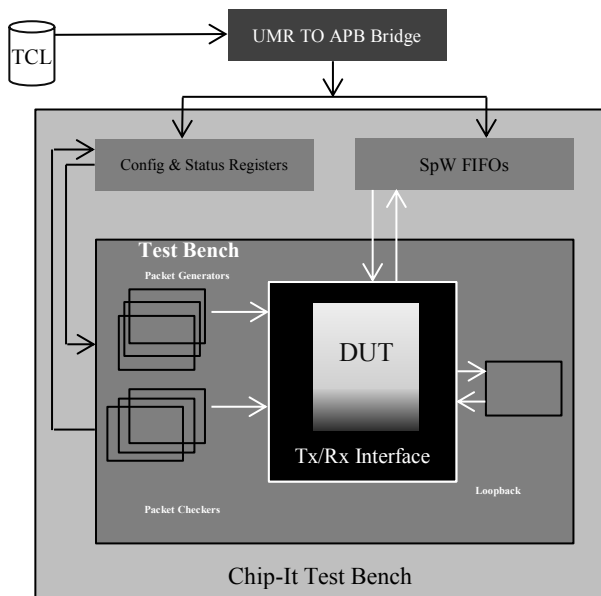 TCL
UMR TO APB Bridge
Config & Status Registers
SpW FIFOs
Test Bench
Packet Generators
DUT
Tx/Rx Interface
Loopback
Packet Checkers
Chip-It Test Bench